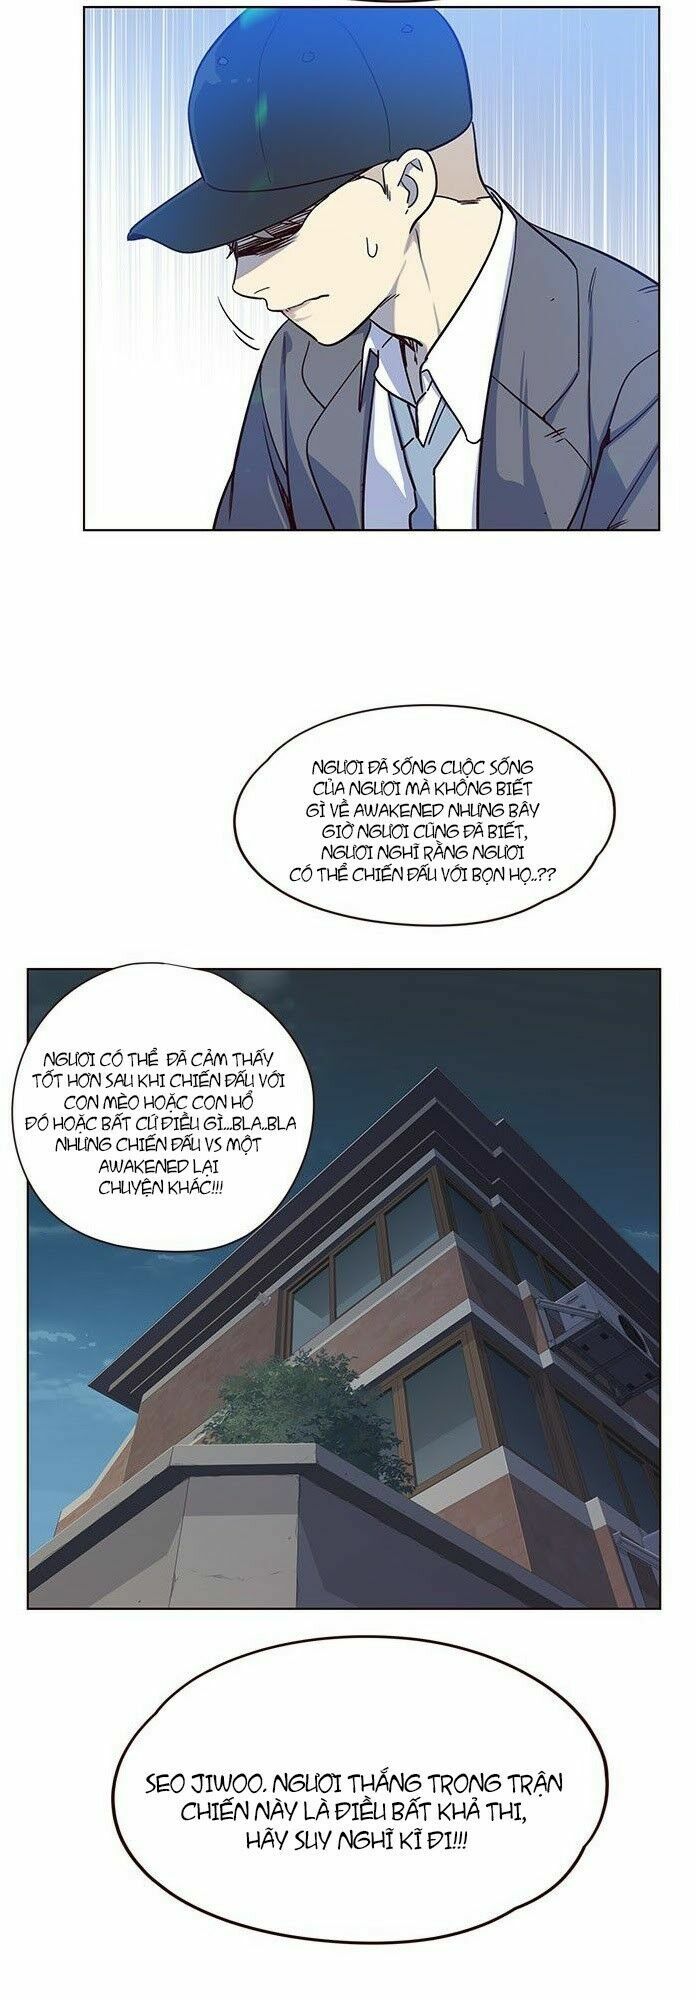 NGƯƠI ĐÃ SỐNG CUỘC SỐNG
CỦA NGƯƠI MÀ KHÔNG BIẾT
GÌ VỀ AWAKENED NHƯNG BÂY
GIỜ NGƯƠI CŨNG ĐÃ BIẾT,
NGƯƠI NGHĨ RẰNG NGƯƠI
CÓ THỂ CHIẾN ĐẤU VỚI BỌN HỌ..??
NGƯƠI CÓ THỂ ĐÃ CẢM THẤY
TỐT HƠN SAU KHI CHIẾN ĐẤU VỚI
CON MÈO HOẶC CON HỔ
ĐÓ HOẶC BẤT CỨ ĐIỀU GÌ...BLA..BLA
NHƯNG CHIẾN ĐẤU VS MỘT
AWAKENED LẠI
CHUYỆN KHÁC!!!
SEO JIWOO. NGƯƠI THẮNG TRONG TRẬN
CHIẾN NÀY LÀ ĐIỀU BẤT KHẢ THI,
HÃY SUY NGHĨ KĨ ĐI!!!